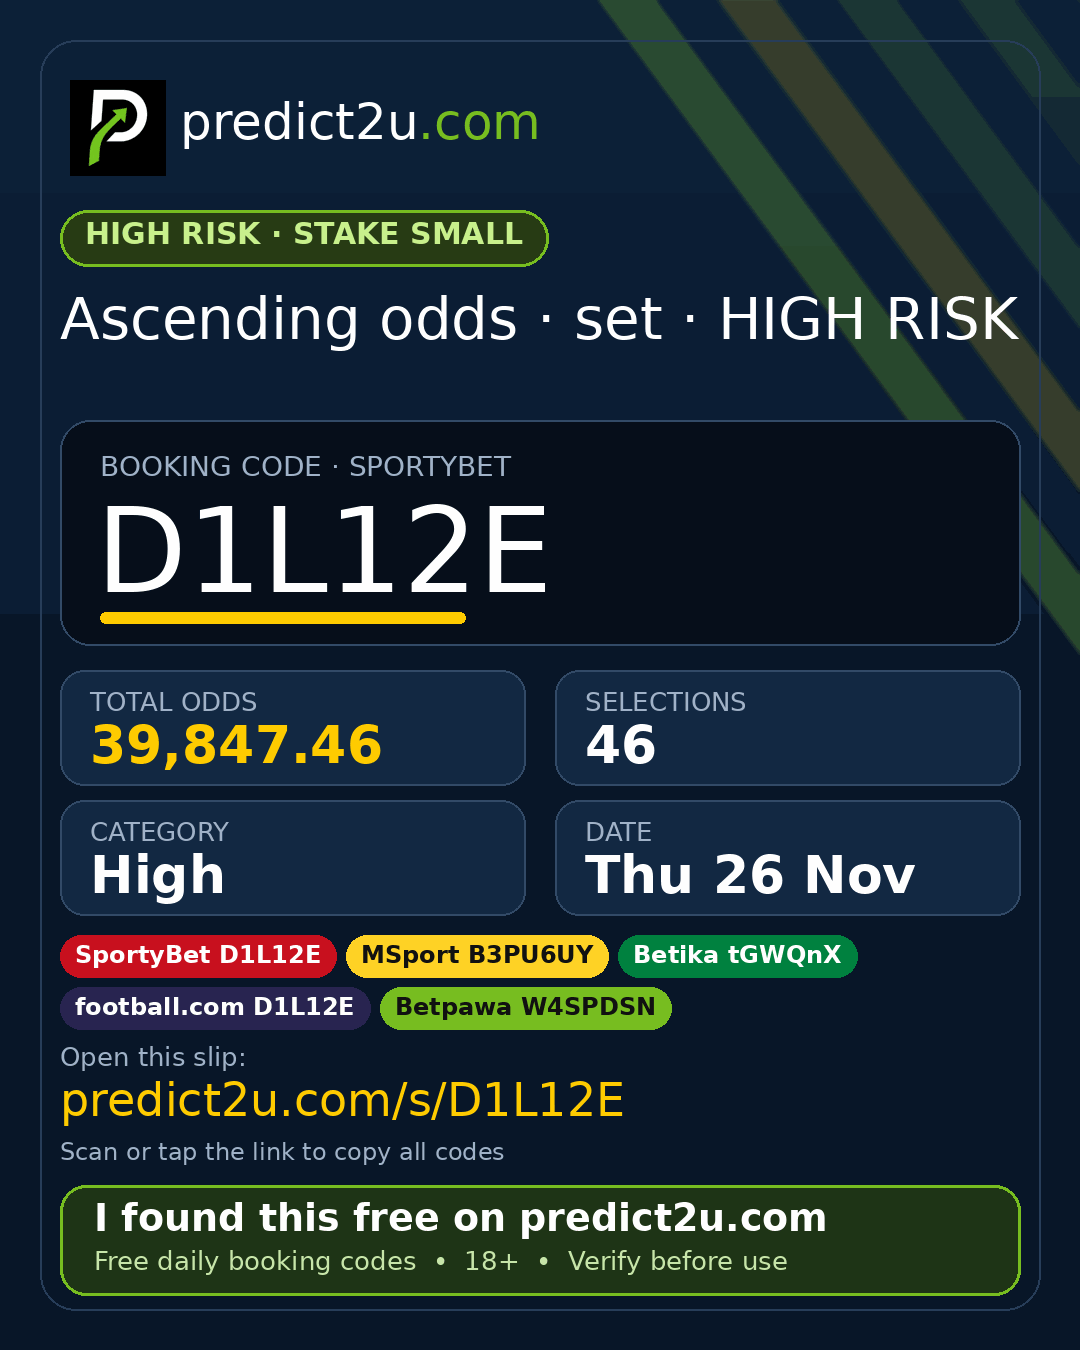 predict2u.com
HIGH RISK · STAKE SMALL
Ascending odds · set · HIGH RISK
BOOKING CODE · SPORTYBET
D1L12E
TOTAL ODDS
39,847.46
SELECTIONS
46
CATEGORY
High
DATE
Thu 26 Nov
SportyBet D1L12E
MSport B3PU6UY
Betika tGWQnX
football.com D1L12E
Betpawa W4SPDSN
Open this slip:
predict2u.com/s/D1L12E
Scan or tap the link to copy all codes
I found this free on predict2u.com
Free daily booking codes • 18+ • Verify before use